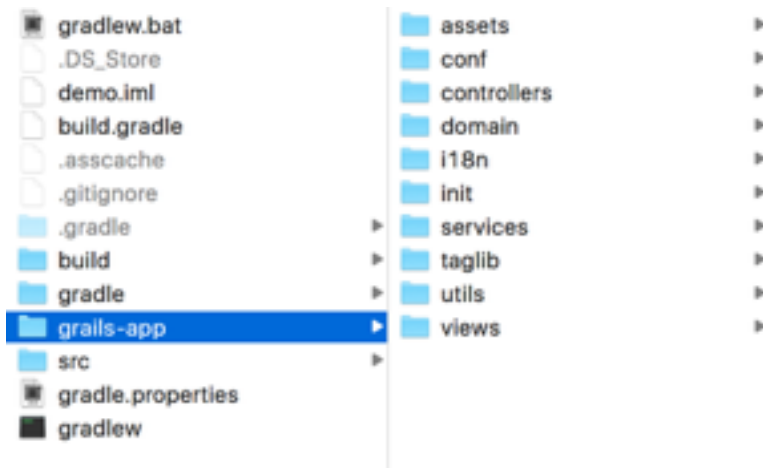 gradlew.bat
.DS_Store
demo.iml
build.gradle
.asscache
.gitignore
.gradle
build
gradle
grails-app
src
gradle.properties
gradlew
assets
conf
controllers
domain
i18n
init
services
taglib
utils
views